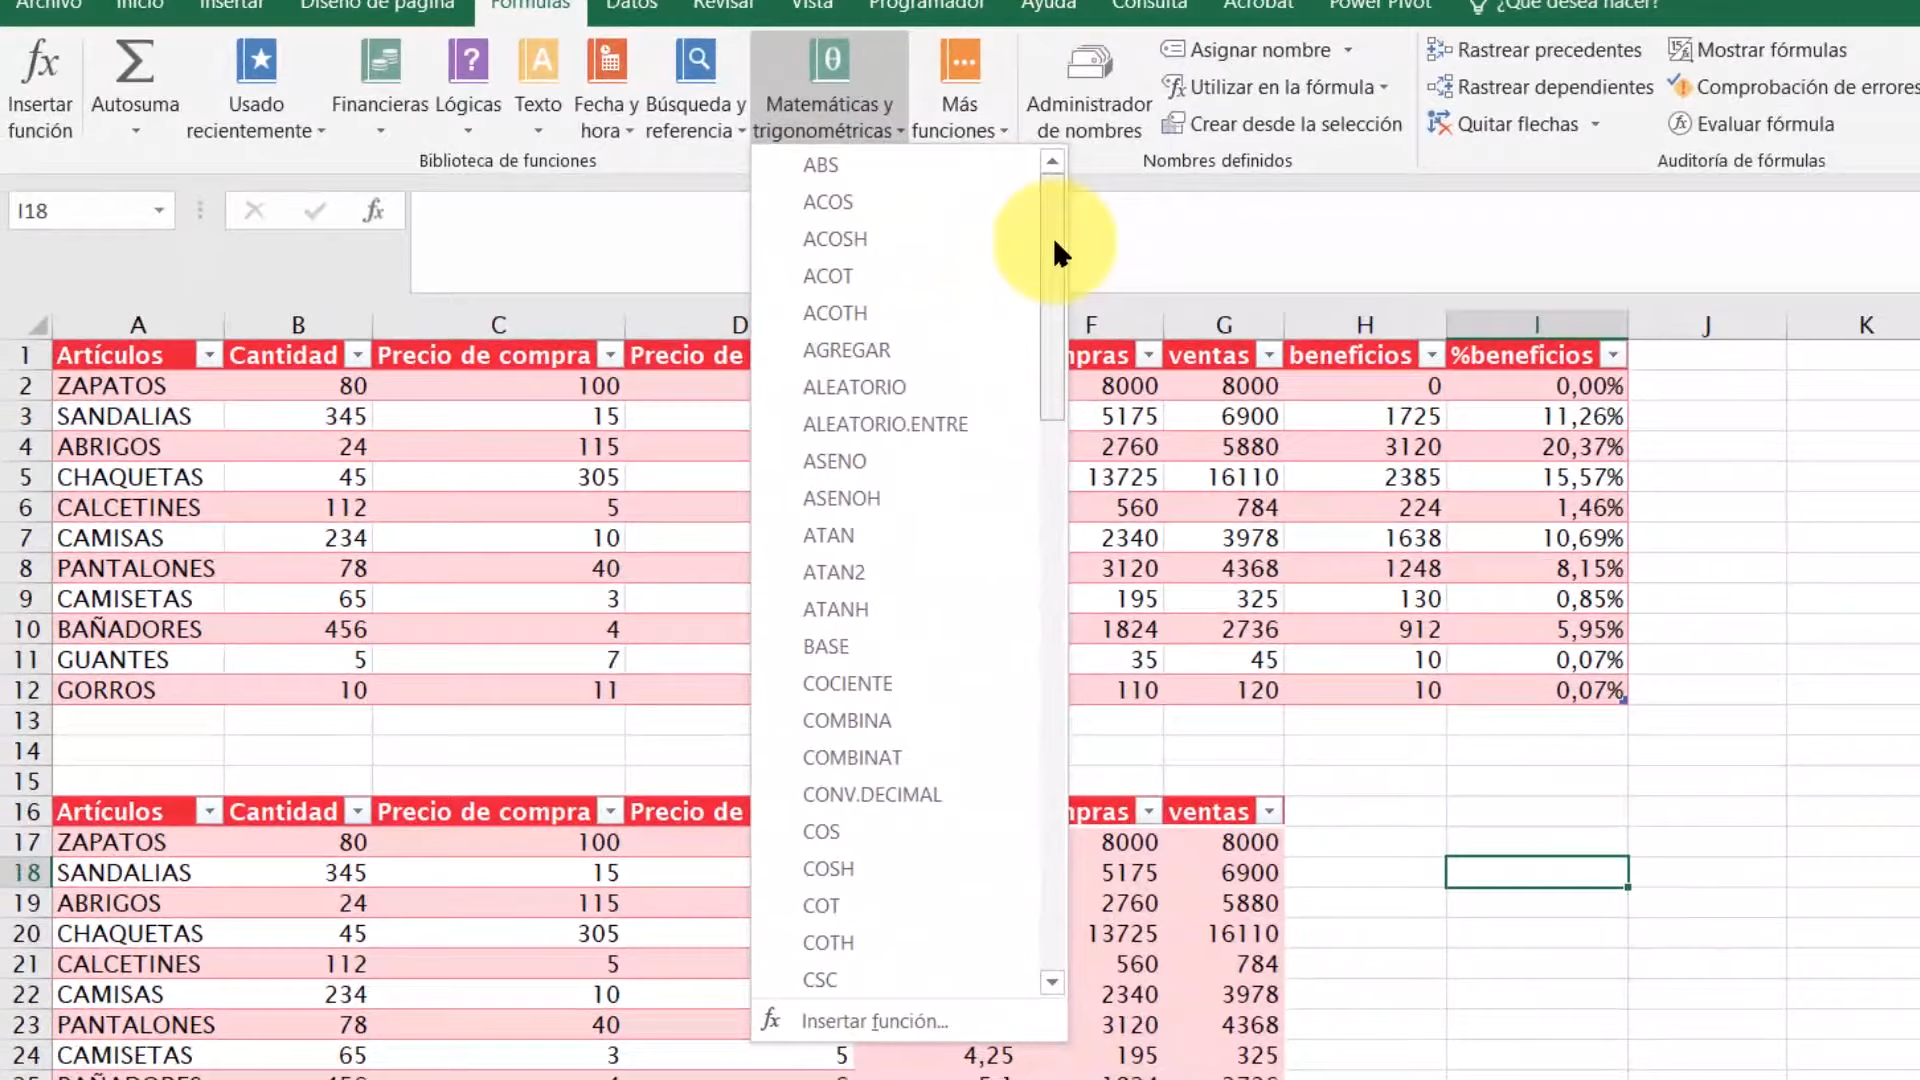 Archivo Inicio Insertar Diseño de página Fórmulas Datos Revisar Vista Programador Ayuda Consulta Acrobat Power Pivot ¿Qué desea hacer?
fx Σ ? A θ
Insertar función
Autosuma
Usado recientemente
Financieras
Lógicas
Texto
Fecha y hora
Búsqueda y referencia
Matemáticas y trigonométricas
Más funciones
Biblioteca de funciones
Administrador de nombres
Asignar nombre
Utilizar en la fórmula
Crear desde la selección
Nombres definidos
Rastrear precedentes
Rastrear dependientes
Quitar flechas
Mostrar fórmulas
Comprobación de errores
Evaluar fórmula
Auditoría de fórmulas
I18 fx
ABS
ACOS
ACOSH
ACOT
ACOTH
AGREGAR
ALEATORIO
ALEATORIO.ENTRE
ASENO
ASENOH
ATAN
ATAN2
ATANH
BASE
COCIENTE
COMBINA
COMBINAT
CONV.DECIMAL
COS
COSH
COT
COTH
CSC
fx Insertar función...
A B C D F G H I J K
1 Artículos Cantidad Precio de compra Precio de mpras ventas beneficios %beneficios
2 ZAPATOS 80 100 8000 8000 0 0,00%
3 SANDALIAS 345 15 5175 6900 1725 11,26%
4 ABRIGOS 24 115 2760 5880 3120 20,37%
5 CHAQUETAS 45 305 13725 16110 2385 15,57%
6 CALCETINES 112 5 560 784 224 1,46%
7 CAMISAS 234 10 2340 3978 1638 10,69%
8 PANTALONES 78 40 3120 4368 1248 8,15%
9 CAMISETAS 65 3 195 325 130 0,85%
10 BAÑADORES 456 4 1824 2736 912 5,95%
11 GUANTES 5 7 35 45 10 0,07%
12 GORROS 10 11 110 120 10 0,07%
13
14
15
16 Artículos Cantidad Precio de compra Precio de mpras ventas
17 ZAPATOS 80 100 8000 8000
18 SANDALIAS 345 15 5175 6900
19 ABRIGOS 24 115 2760 5880
20 CHAQUETAS 45 305 13725 16110
21 CALCETINES 112 5 560 784
22 CAMISAS 234 10 2340 3978
23 PANTALONES 78 40 3120 4368
24 CAMISETAS 65 3 5 4,25 195 325